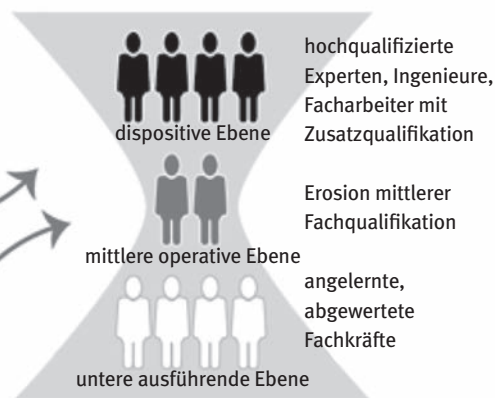 hochqualifizierte
Experten, Ingenieure,
Facharbeiter mit
Zusatzqualifikation
dispositive Ebene
Erosion mittlerer
Fachqualifikation
mittlere operative Ebene
angelernte,
abgewertete
Fachkräfte
untere ausführende Ebene